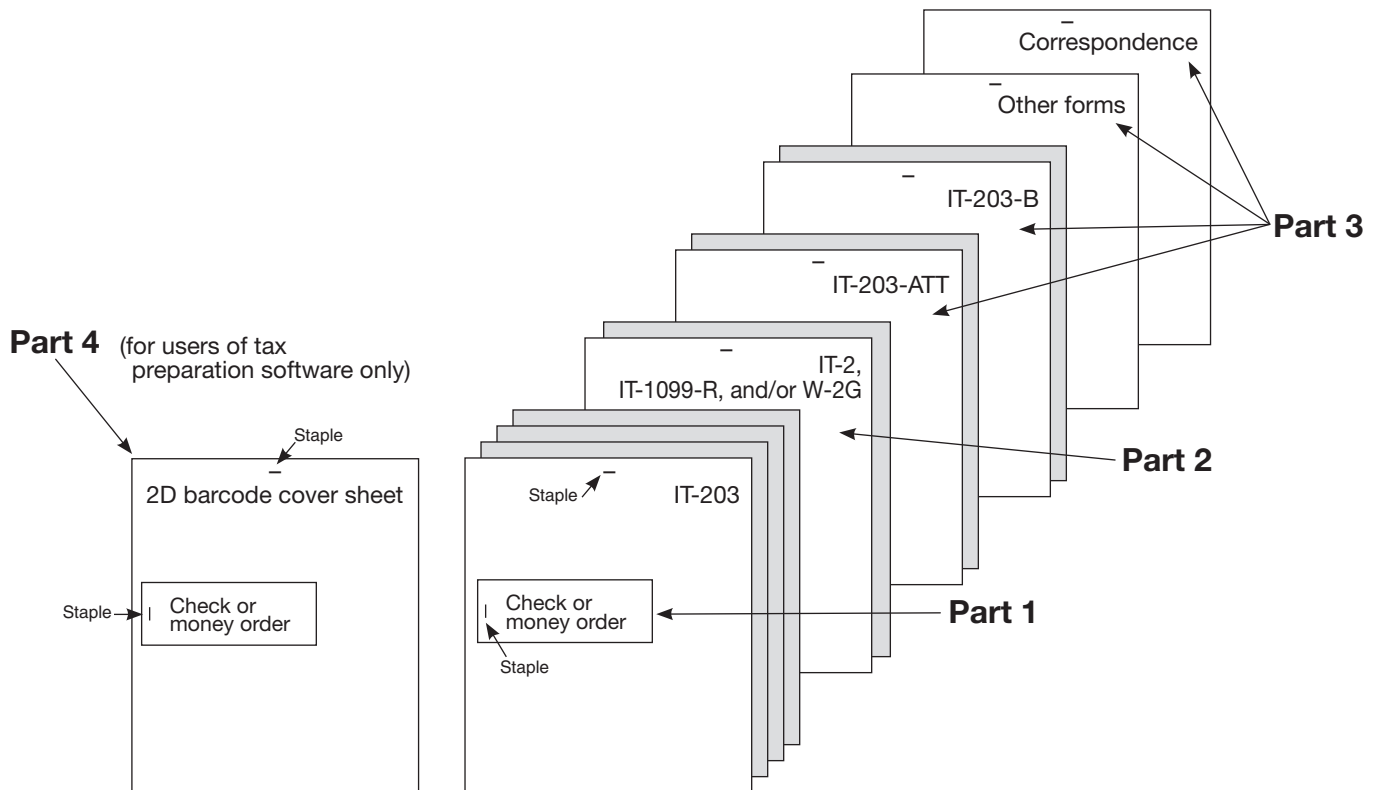 Correspondence
Other forms
IT-203-B
Part 3
IT-203-ATT
Part 4 (for users of tax
preparation software only)
IT-2,
IT-1099-R, and/or W-2G
Part 2
Staple
2D barcode cover sheet
Staple
Check or
money order
Staple
IT-203
Check or
money order
Part 1
Staple